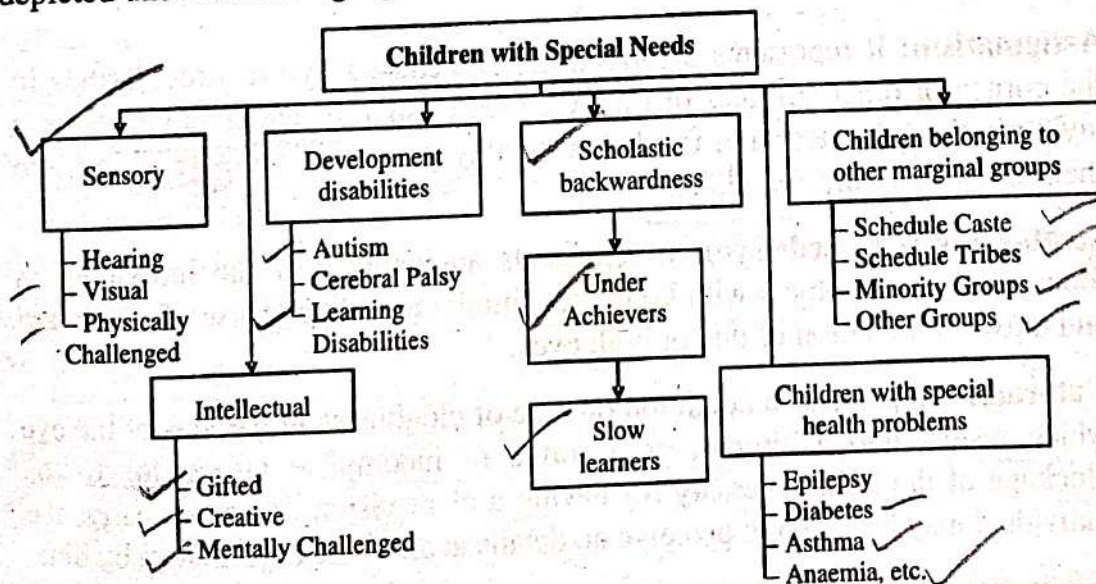 Children with Special Needs
Sensory
Hearing
Visual
Physically
Challenged
Development
disabilities
Autism
Cerebral Palsy
Learning
Disabilities
Scholastic
backwardness
Under
Achievers
Slow
learners
Children belonging to
other marginal groups
Schedule Caste
Schedule Tribes
Minority Groups
Other Groups
Intellectual
Gifted
Creative
Mentally Challenged
Children with special
health problems
Epilepsy
Diabetes
Asthma
Anaemia, etc.